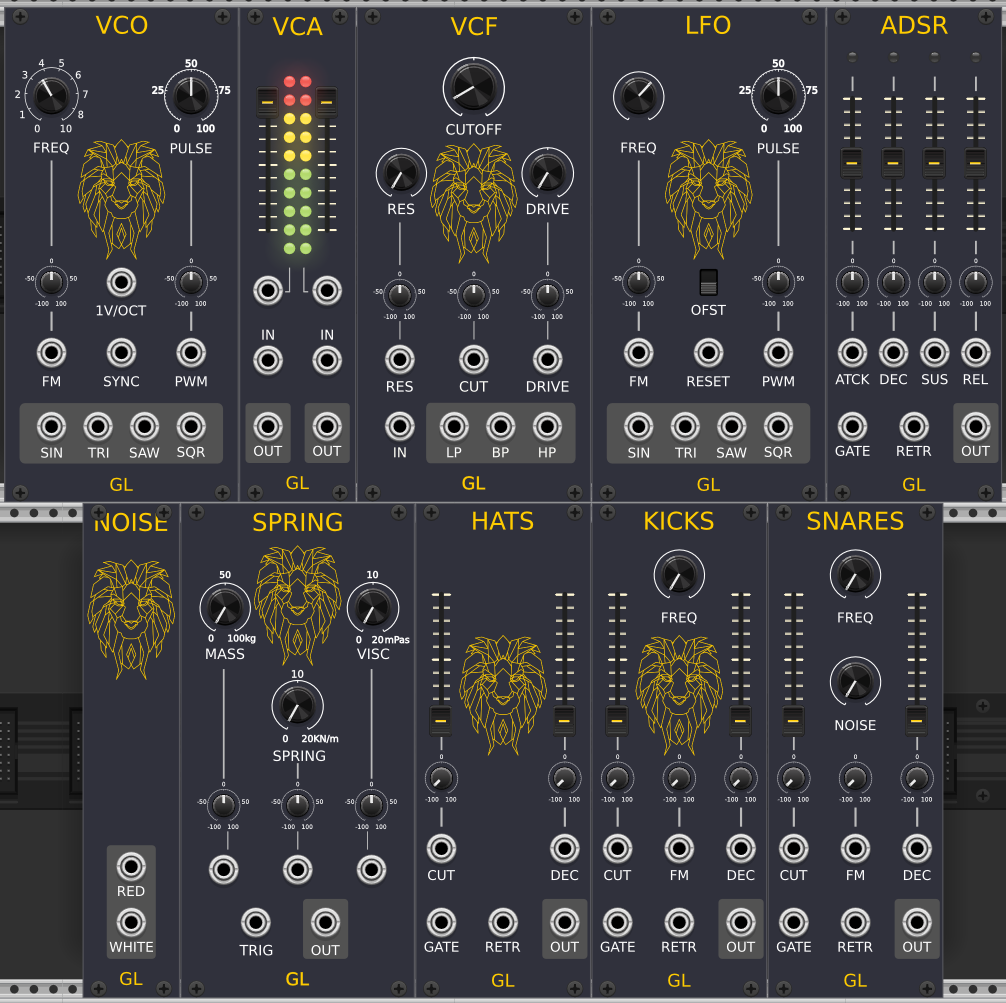 VCO VCA VCF LFO ADSR
4 5
3 6
2 7
1 8
0 10
50
25 75
0 100
50
25 75
0 100
CUTOFF
FREQ PULSE FREQ PULSE
RES DRIVE
0 0 0 0 0 0 0 0
-50 50 -50 50 -50 50 -50 50
-100 100 -100 100 -100 100 -100 100 -100 100 -100 100 -100 100 -100 100
0 0 0
-50 50
-100 100 -100 100 -100 100
1V/OCT OFST
IN IN
FM SYNC PWM RES CUT DRIVE FM RESET PWM ATCK DEC SUS REL
SIN TRI SAW SQR OUT OUT IN LP BP HP SIN TRI SAW SQR GATE RETR OUT
GL GL GL GL GL
NOISE SPRING HATS KICKS SNARES
50 10
0 100kg 0 20mPas
MASS VISC
FREQ FREQ
10
0 20KN/m
SPRING
NOISE
0 0 0 0 0 0 0 0
-100 100 -100 100 -100 100 -100 100 -100 100 -100 100 -100 100 -100 100
0 0 0
-50 50 -50 50 -50 50
-100 100 -100 100 -100 100
CUT DEC CUT FM DEC CUT FM DEC
RED
WHITE TRIG OUT GATE RETR OUT GATE RETR OUT GATE RETR OUT
GL GL GL GL GL